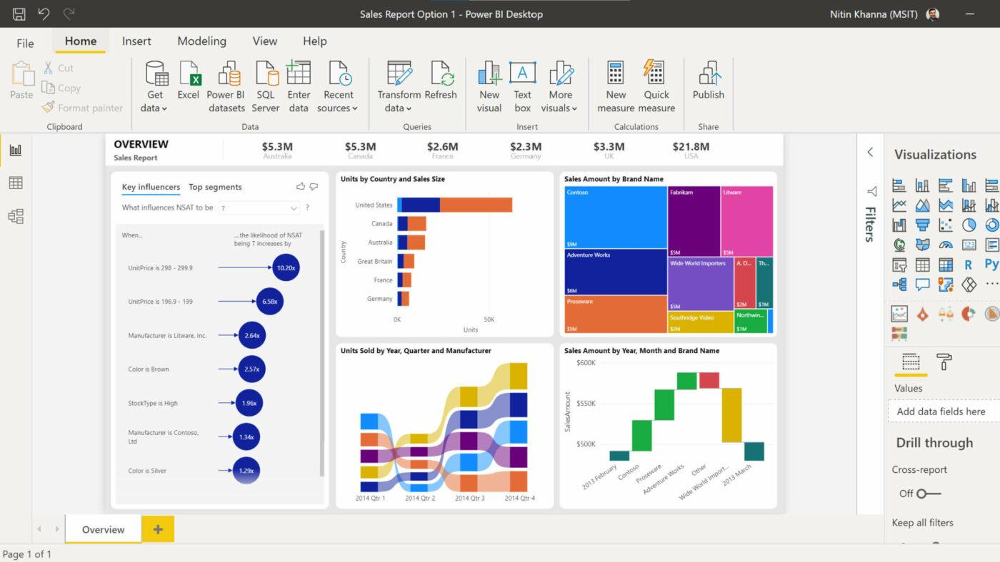 Sales Report Option 1 - Power BI Desktop
Nitin Khanna (MSIT)
File
Home
Insert
Modeling
View
Help
Paste
Cut
Copy
Format painter
Clipboard
Get
data
Excel
Power BI
datasets
SQL
Server
Enter
data
Recent
sources
Data
Transform
data
Refresh
Queries
New
visual
Text
box
More
visuals
Insert
New
measure
Quick
measure
Calculations
Publish
Share
OVERVIEW
Sales Report
$5.3M
Australia
$5.3M
Canada
$2.6M
France
$2.3M
Germany
$3.3M
UK
$21.8M
USA
Key influencers
Top segments
What influences NSAT to be
7
?
When...
....the likelihood of NSAT
being 7 increases by
UnitPrice is 298 - 299.9
10.20x
UnitPrice is 196.9 - 199
6.58x
Manufacturer is Litware, Inc.
2.64x
Color is Brown
2.57x
StockType is High
1.96x
Manufacturer is Contoso,
Ltd
1.34x
Color is Silver
1.29x
Units by Country and Sales Size
Country
United States
Canada
Australia
Great Britain
France
Germany
0K
50K
Units
Sales Amount by Brand Name
Contoso
$9M
Adventure Works
$6M
Proseware
$5M
Fabrikam
$5M
Litware
$5M
Wide World Importers
$5M
A. D...
$2M
Th...
$1M
Southridge Video
$2M
Northwin...
$1M
Units Sold by Year, Quarter and Manufacturer
2014 Qtr 1
2014 Qtr 2
2014 Qtr 3
2014 Qtr 4
Sales Amount by Year, Month and Brand Name
SalesAmount
$600K
$550K
$500K
2013 February
Contoso
Proseware
Adventure Works
Other
Wide World Import...
2013 March
Filters
Visualizations
123
R
Py
Values
Add data fields here
Drill through
Cross-report
Off
Keep all filters
Overview
Page 1 of 1